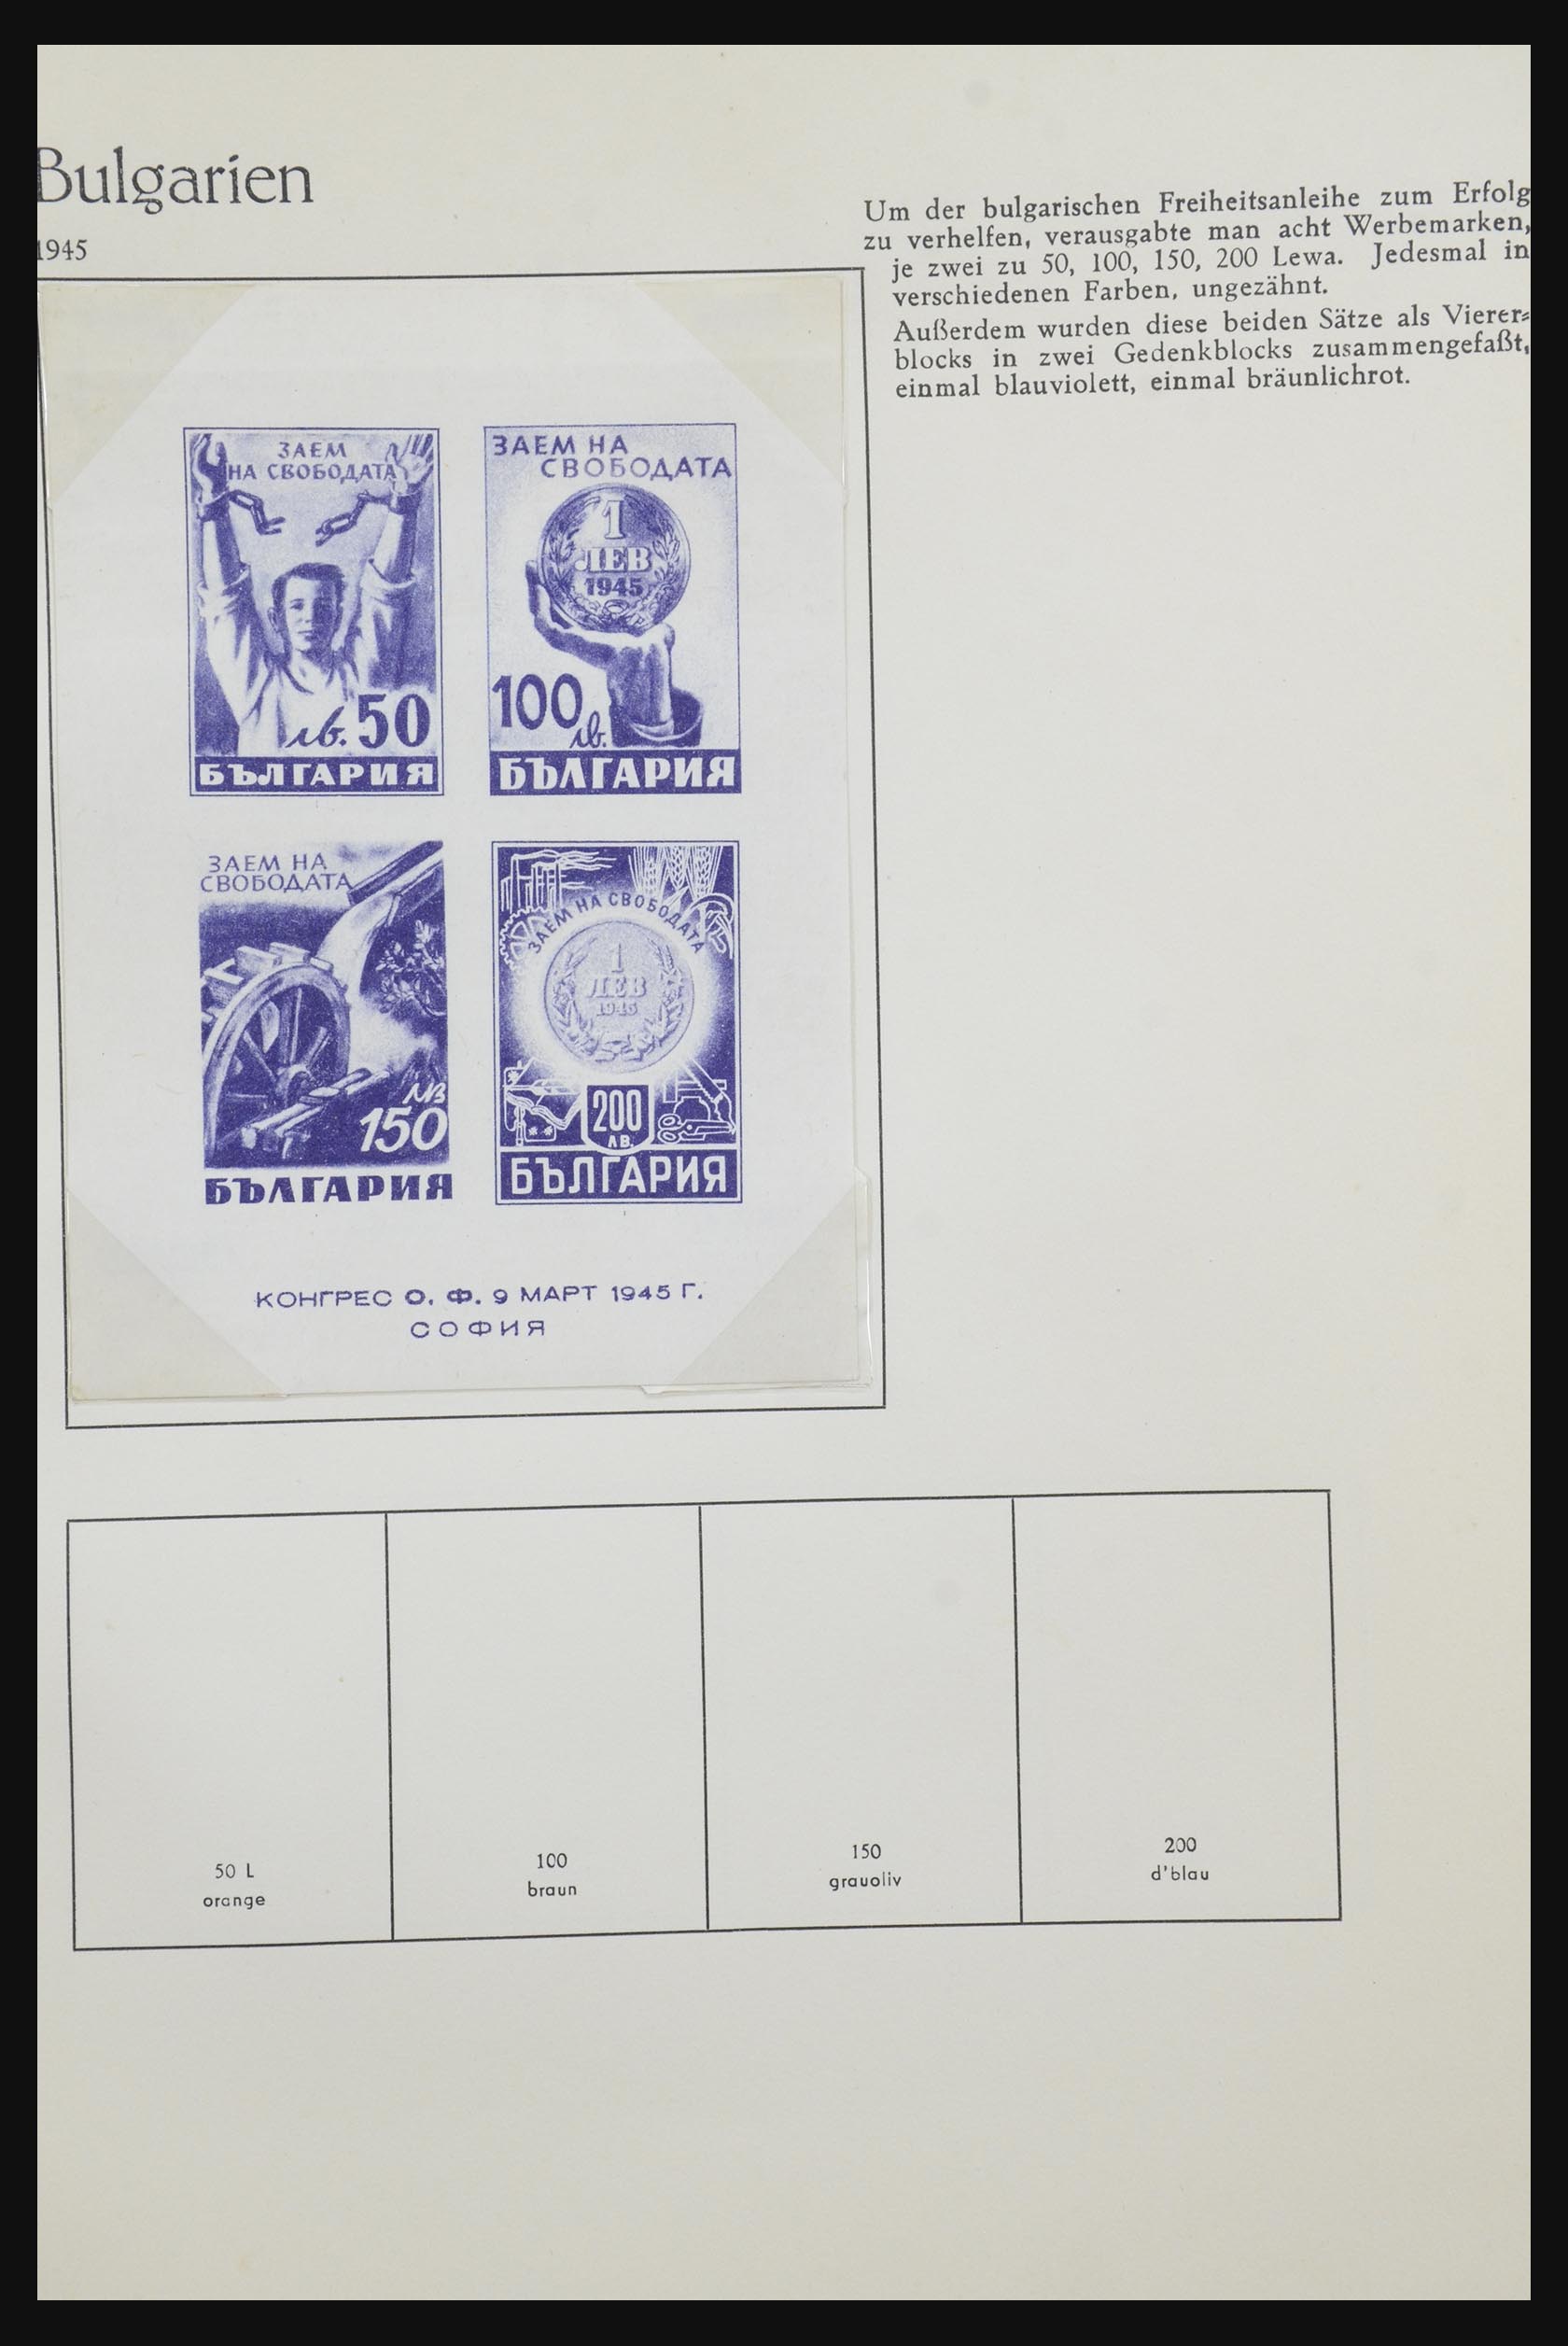 Bulgarien
1945
Um der bulgarischen Freiheitsanleihe zum Erfolg
zu verhelfen, verausgabte man acht Werbemarken,
je zwei zu 50, 100, 150, 200 Lewa. Jedesmal in
verschiedenen Farben, ungezähnt.
Außerdem wurden diese beiden Sätze als Vierer=
blocks in zwei Gedenkblocks zusammengefaßt,
einmal blauviolett, einmal bräunlichrot.
ЗАЕМ
НА СВОБОДАТА
лв. 50
БЪЛГАРИЯ
ЗАЕМ НА
СВОБОДАТА
1
ЛЕВ
1945
100 лв.
БЪЛГАРИЯ
ЗАЕМ НА
СВОБОДАТА
лв
150
БЪЛГАРИЯ
ЗАЕМ НА СВОБОДАТА
1
ЛЕВ
1945
200
ЛВ.
БЪЛГАРИЯ
КОНГРЕС О. Ф. 9 МАРТ 1945 Г.
СОФИЯ
50 L
orange
100
braun
150
grauoliv
200
d'blau